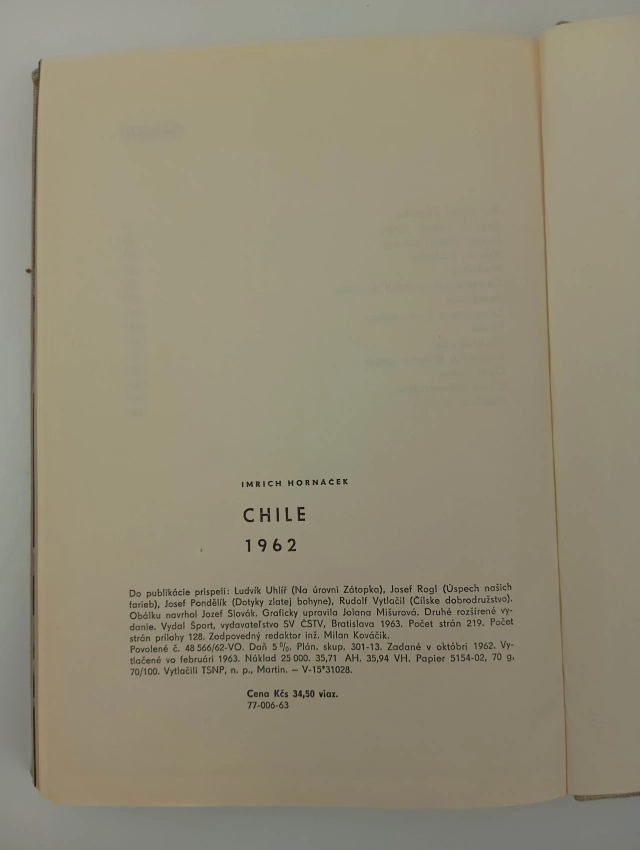 IMRICH HORNÁČEK
CHILE
1962
Do publikácie prispeli: Ludvík Uhlíř (Na úrovni Zátopka), Josef Rogl (Úspech našich
farieb), Josef Pondělík (Dotyky zlatej bohyne), Rudolf Vytlačil (Čílske dobrodružstvo).
Obálku navrhol Jozef Slovák. Graficky upravila Jolana Mišurová. Druhé rozšírené vy-
danie. Vydal Šport, vydavateľstvo SV ČSTV, Bratislava 1963. Počet strán 219. Počet
strán prílohy 128. Zodpovedný redaktor inž. Milan Kováčik.
Povolené č. 48 566/62-VO. Daň 5 %. Plán. skup. 301-13. Zadané v októbri 1962. Vy-
tlačené vo februári 1963. Náklad 25 000. 35,71 AH. 35,94 VH. Papier 5154-02, 70 g,
70/100. Vytlačili TSNP, n. p., Martin. – V-15*31028.
Cena Kčs 34,50 viaz.
77-006-63